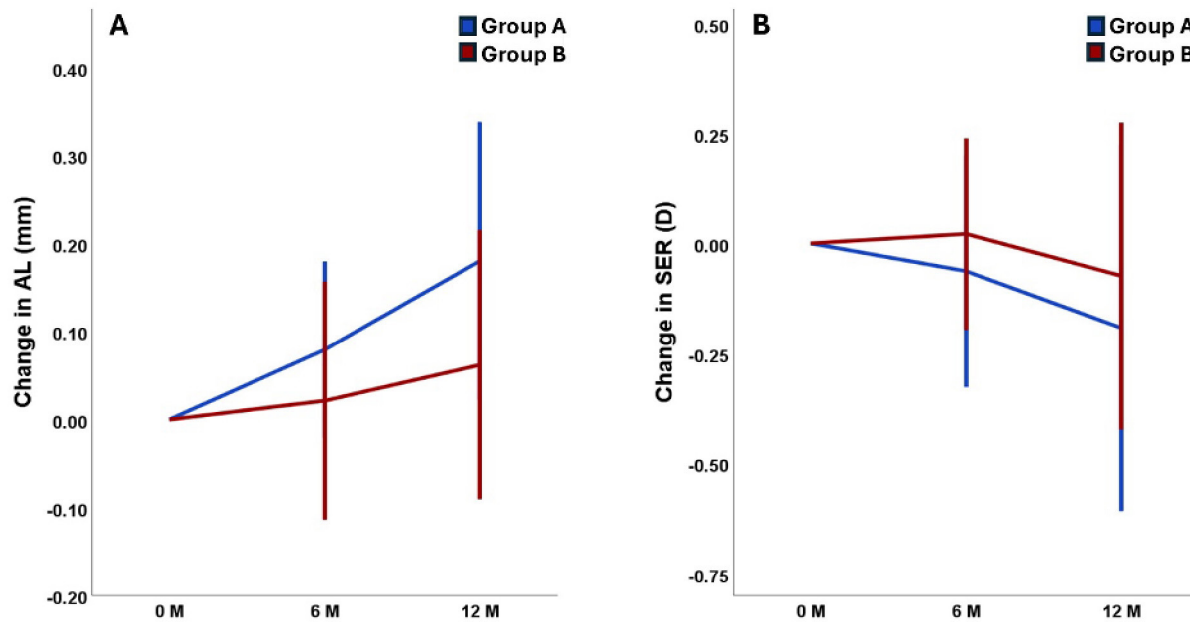 A
Group A
Group B
Change in AL (mm)
0.40
0.30
0.20
0.10
0.00
-0.10
-0.20
0 M
6 M
12 M
B
Group A
Group B
Change in SER (D)
0.50
0.25
0.00
-0.25
-0.50
-0.75
0 M
6 M
12 M